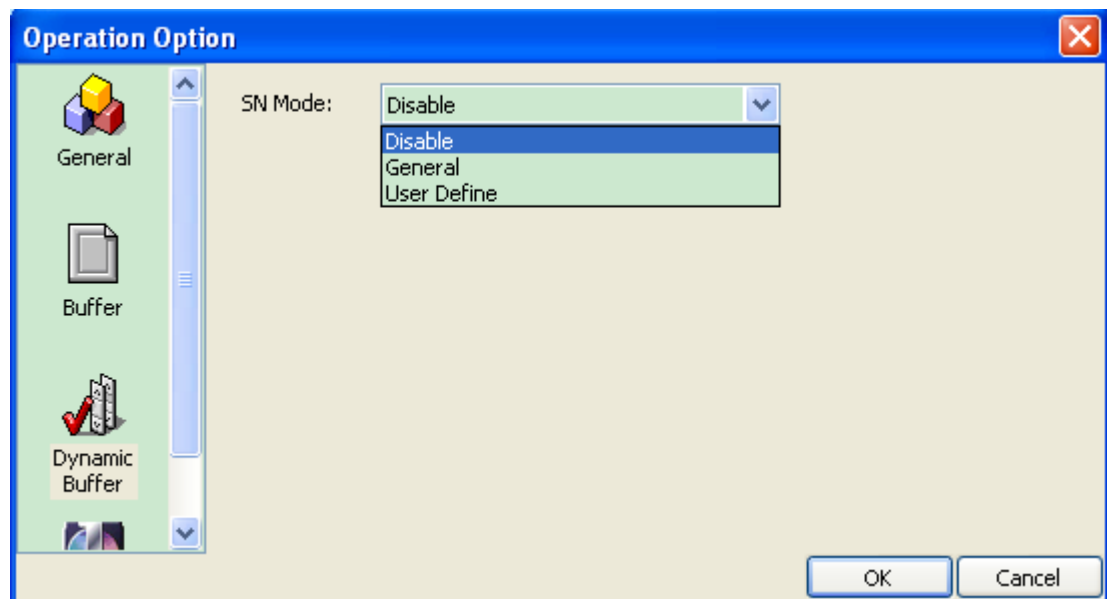 Operation Option
General
Buffer
Dynamic
Buffer
SN Mode:
Disable
Disable
General
User Define
OK
Cancel